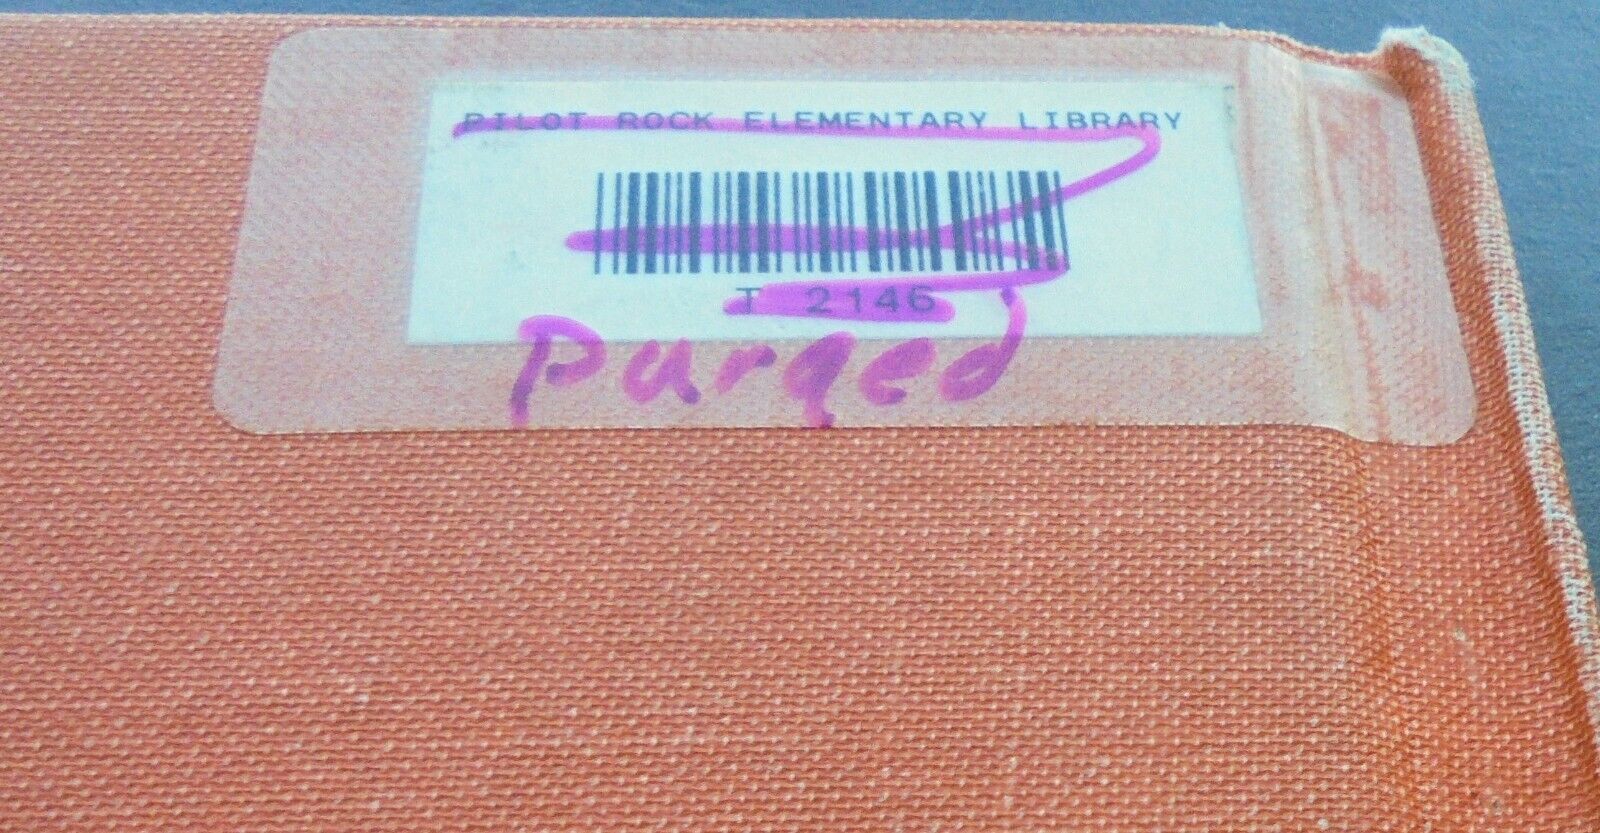 PILOT ROCK ELEMENTARY LIBRARY
T 2146
Purged